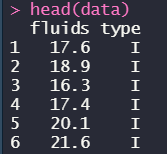 > head(data)
  fluids type
1   17.6    I
2   18.9    I
3   16.3    I
4   17.4    I
5   20.1    I
6   21.6    I